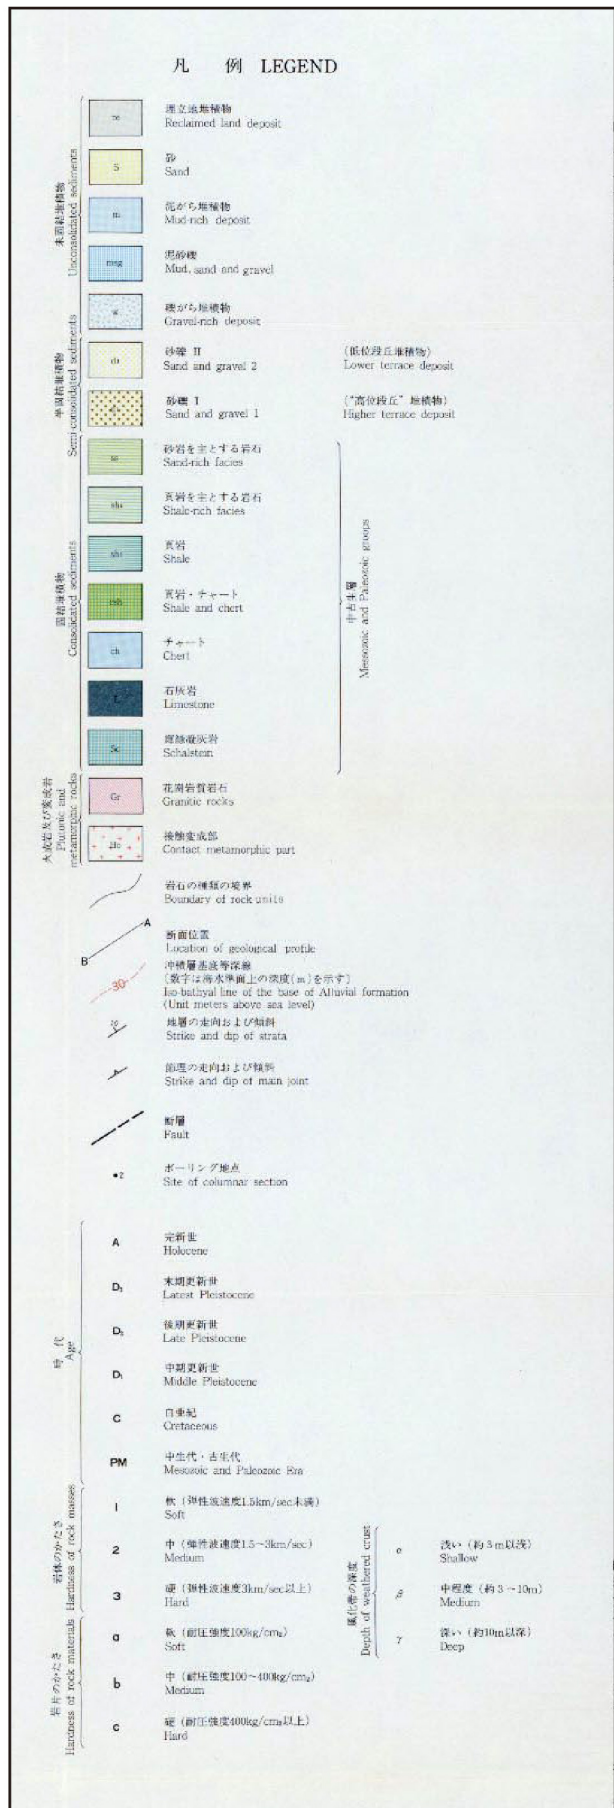 凡 例 LEGEND
未固結堆積物
Unconsolidated sediments
埋立地堆積物
Reclaimed land deposit
S
砂
Sand
m
泥がち堆積物
Mud-rich deposit
msg
泥砂礫
Mud, sand and gravel
g
礫がち堆積物
Gravel-rich deposit
半固結堆積物
Semi-consolidated sediments
砂礫 II
(低位段丘堆積物)
Sand and gravel 2
Lower terrace deposit
砂礫 I
("高位段丘"堆積物)
Sand and gravel 1
Higher terrace deposit
固結堆積物
Consolidated sediments
ss
砂岩を主とする岩石
Sand-rich facies
頁岩を主とする岩石
Shale-rich facies
頁岩
Shale
頁岩・チャート
Shale and chert
ch
チャート
Chert
石灰岩
Limestone
Sc
輝緑凝灰岩
Schalstein
中古生層
Messozoic and Paleozoic groops
火成岩及び変成岩
Plutonic and
metamorphic rocks
Gr
花崗岩質岩石
Granitic rocks
Ho
接触変成部
Contact metamorphic part
岩石の種類の境界
Boundary of rock units
A
B
断面位置
Location of geological profile
-30-
沖積層基底等深線
(数字は海水準面上の深度(m)を示す)
Iso-bathyal line of the base of Alluvial formation
(Unit meters above sea level)
地層の走向および傾斜
Strike and dip of strata
節理の走向および傾斜
Strike and dip of main joint
断層
Fault
•2
ボーリング地点
Site of columnar section
時代
Age
A
完新世
Holocene
D₃
末期更新世
Latest Pleistocene
D₂
後期更新世
Late Pleistocene
D₁
中期更新世
Middle Pleistocene
C
白亜紀
Cretaceous
PM
中生代・古生代
Mesozoic and Paleozoic Era
岩体のかたさ
Hardness of rock masses
1
軟(弾性波速度1.5km/sec未満)
Soft
2
中(弾性波速度1.5~3km/sec)
Medium
3
硬(弾性波速度3km/sec以上)
Hard
岩片のかたさ
Hardness of rock materials
a
軟(耐圧強度100kg/cm₂)
Soft
b
中(耐圧強度100~400kg/cm₂)
Medium
c
硬(耐圧強度400kg/cm₂以上)
Hard
風化帯の深度
Depth of weathered crust
α
浅い(約3m以浅)
Shallow
β
中程度(約3~10m)
Medium
γ
深い(約10m以深)
Deep